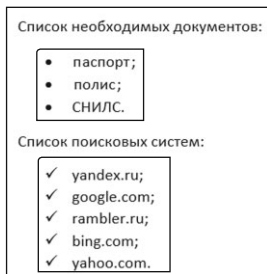 Список необходимых документов:
• паспорт;
• полис;
• СНИЛС.
Список поисковых систем:
✓ yandex.ru;
✓ google.com;
✓ rambler.ru;
✓ bing.com;
✓ yahoo.com.